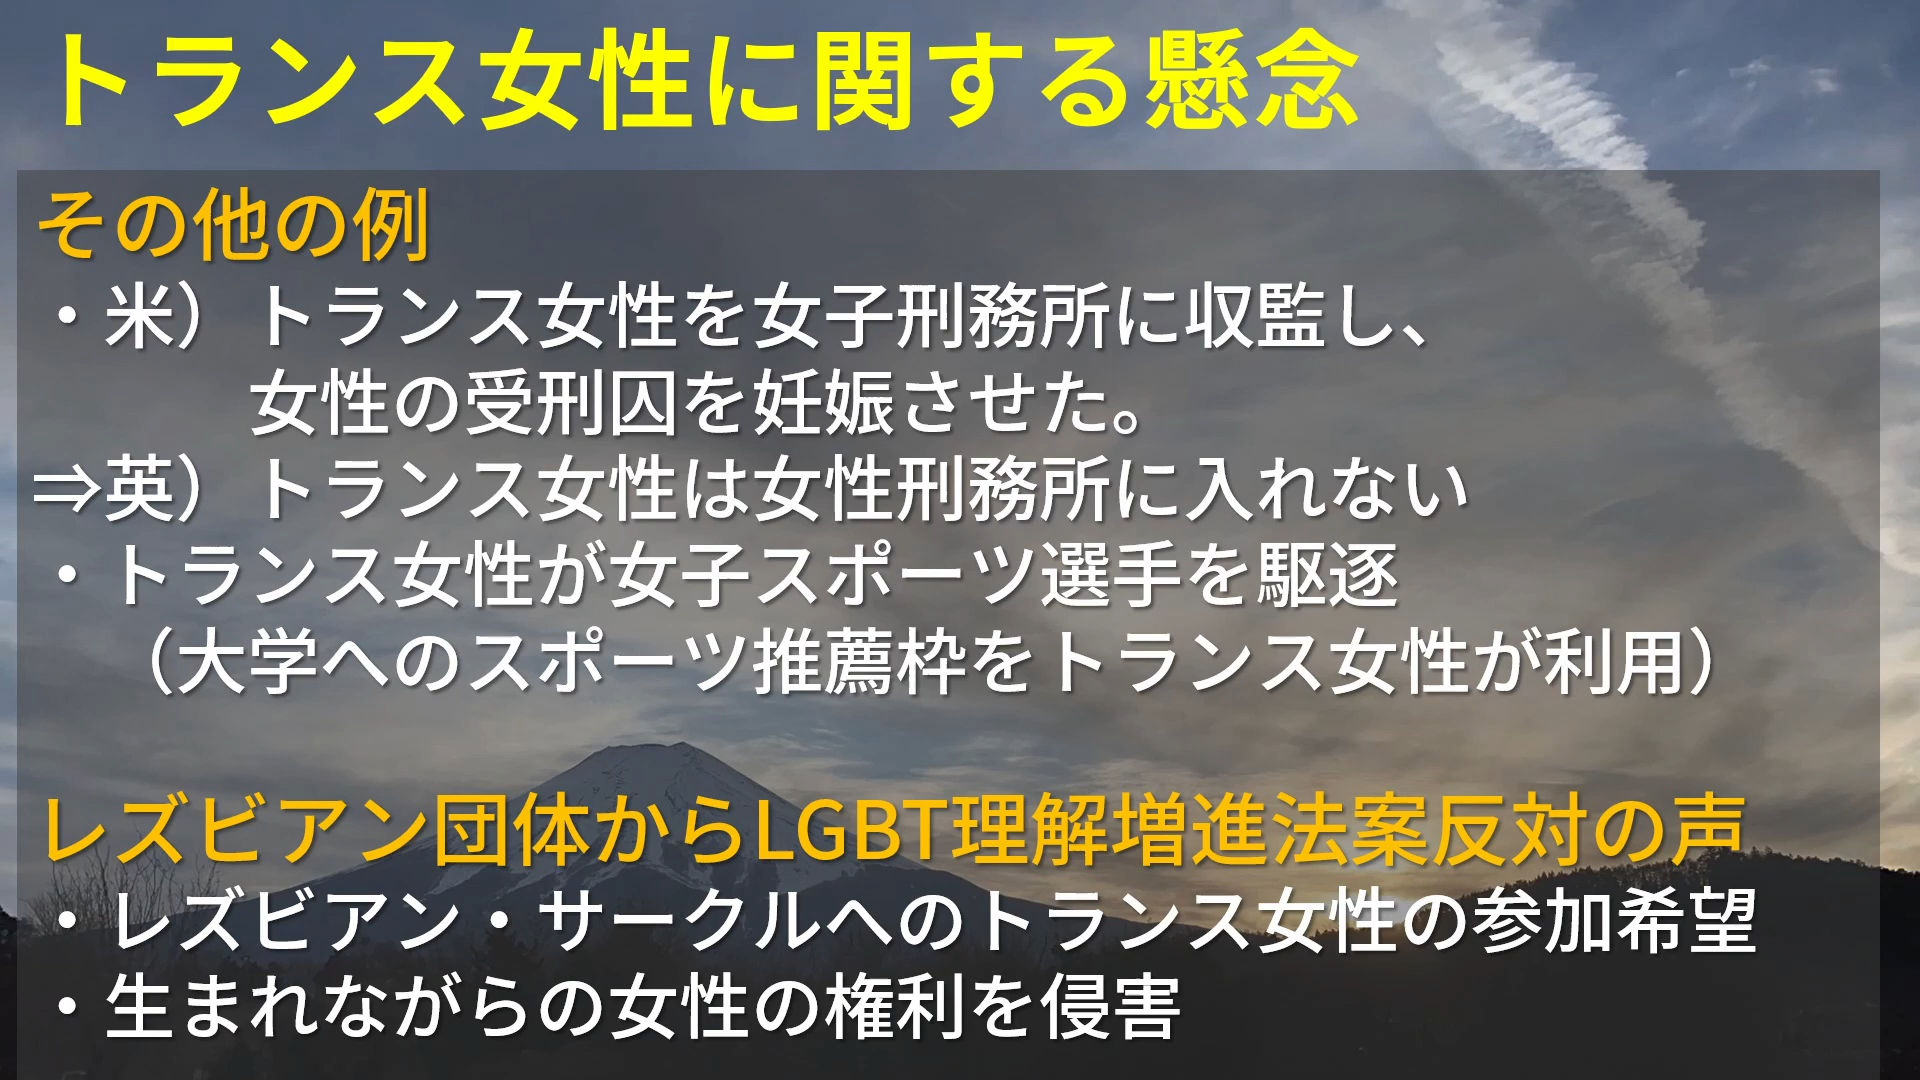 トランス女性に関する懸念
その他の例
・米）トランス女性を女子刑務所に収監し、
女性の受刑囚を妊娠させた。
⇒英）トランス女性は女性刑務所に入れない
・トランス女性が女子スポーツ選手を駆逐
（大学へのスポーツ推薦枠をトランス女性が利用）
レズビアン団体からLGBT理解増進法案反対の声
・レズビアン・サークルへのトランス女性の参加希望
・生まれながらの女性の権利を侵害